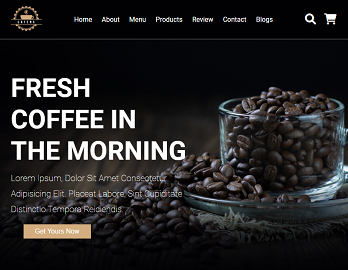 Home About Menu Products Review Contact Blogs
FRESH
COFFEE IN
THE MORNING
Lorem Ipsum, Dolor Sit Amet Consectetur,
Adipisicing Elit. Placeat Labore, Sint Cupiditate
Distinctio Tempora Reiciendis.
Get Yours Now